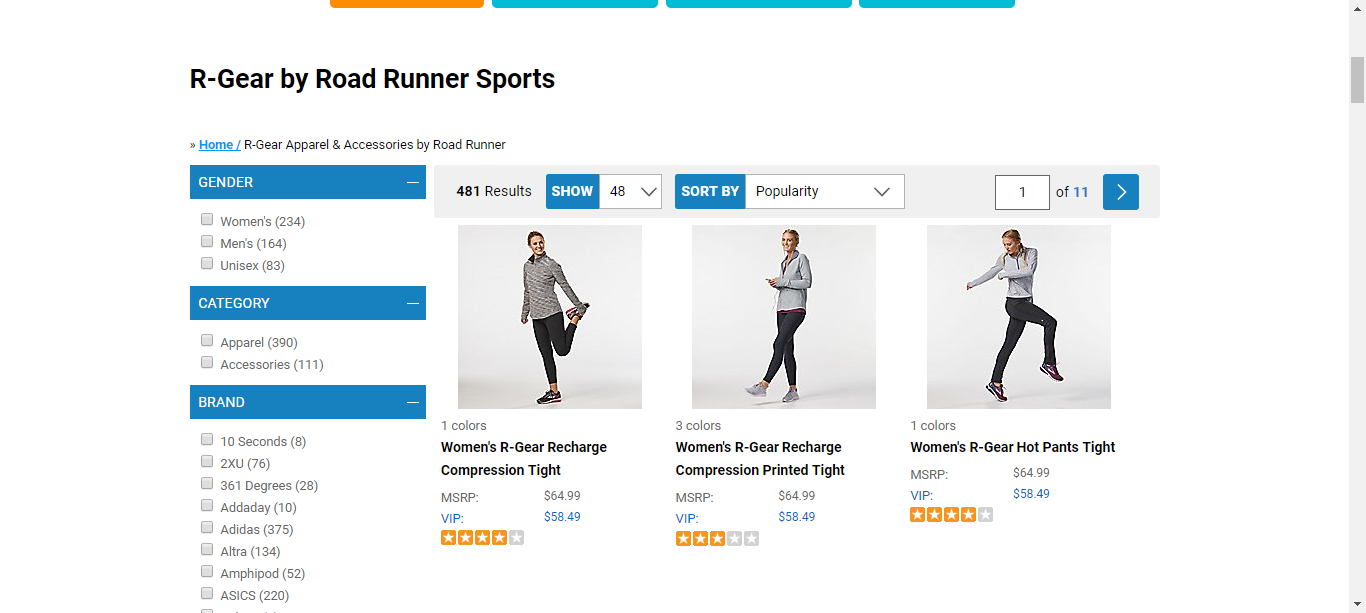 R-Gear by Road Runner Sports
» Home / R-Gear Apparel & Accessories by Road Runner
GENDER
Women's (234)
Men's (164)
Unisex (83)
CATEGORY
Apparel (390)
Accessories (111)
BRAND
10 Seconds (8)
2XU (76)
361 Degrees (28)
Addaday (10)
Adidas (375)
Altra (134)
Amphipod (52)
ASICS (220)
481 Results SHOW 48 SORT BY Popularity 1 of 11
1 colors
Women's R-Gear Recharge
Compression Tight
MSRP: $64.99
VIP: $58.49
3 colors
Women's R-Gear Recharge
Compression Printed Tight
MSRP: $64.99
VIP: $58.49
1 colors
Women's R-Gear Hot Pants Tight
MSRP: $64.99
VIP: $58.49